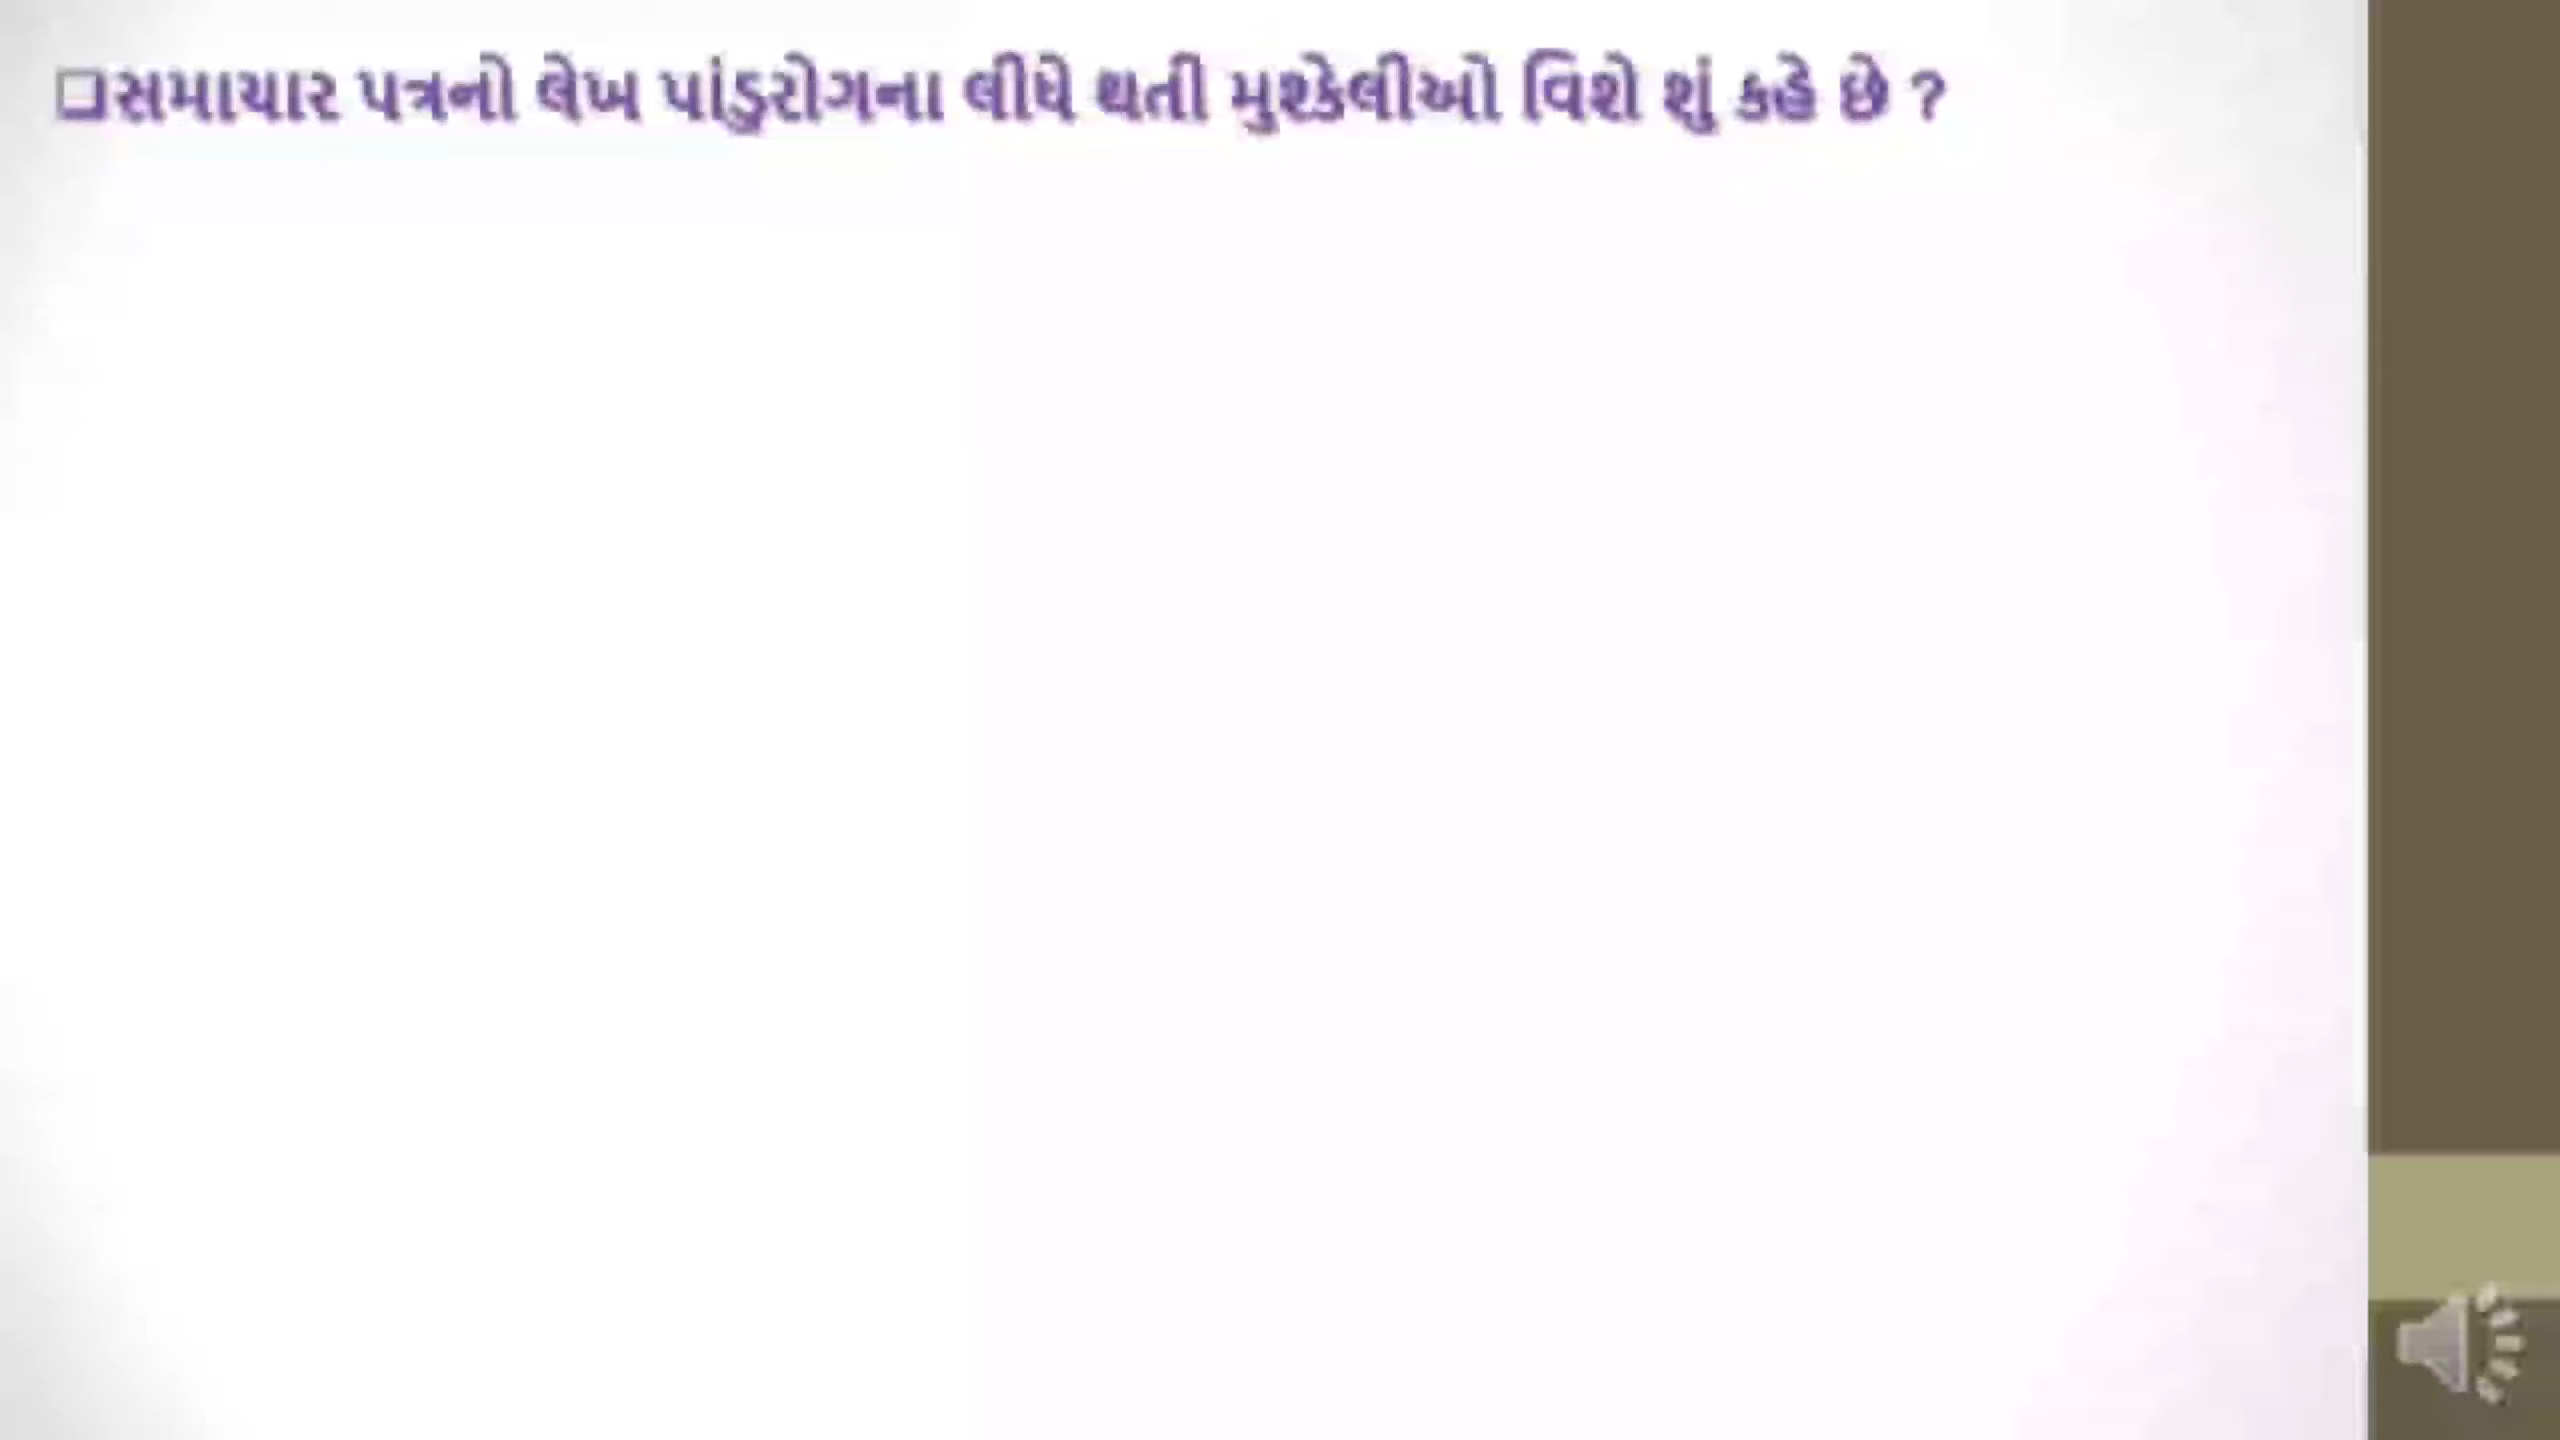 ❑સમાચાર પત્રનો લેખ પાંડુરોગના લીધે થતી મુશ્કેલીઓ વિશે શું કહે છે ?